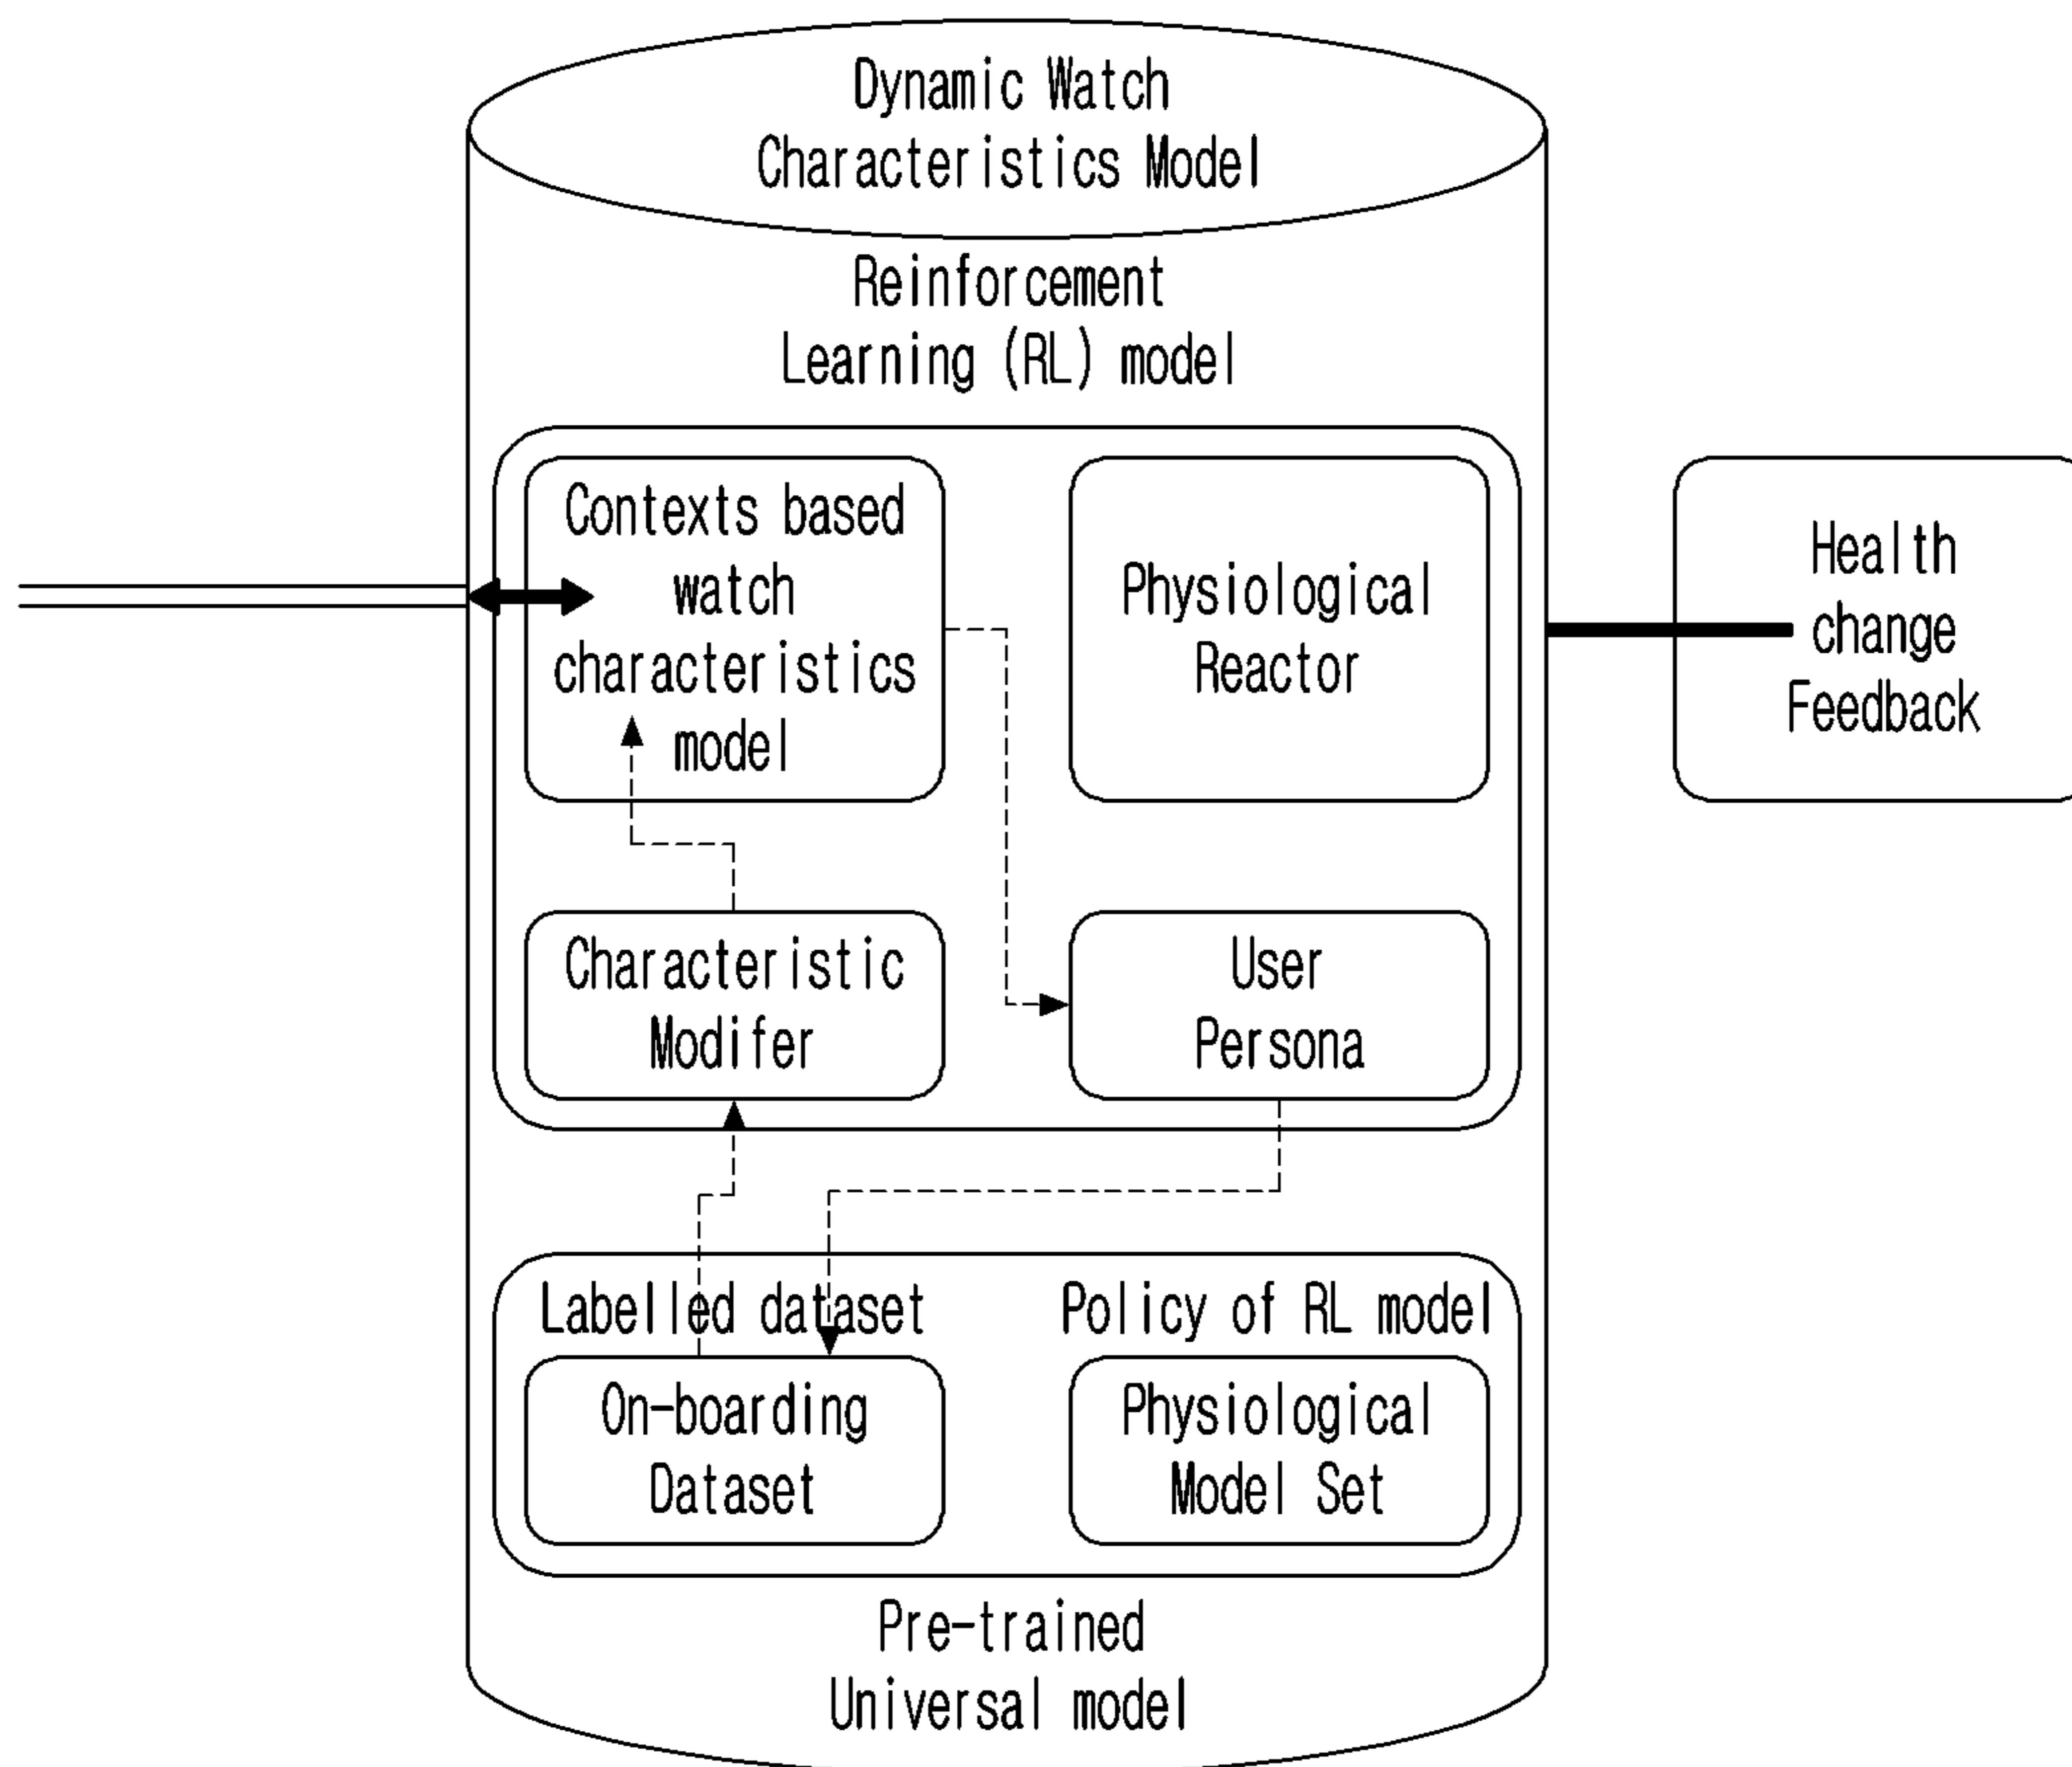 Dynamic Watch
Characteristics Model
Reinforcement
Learning (RL) model
Contexts based
watch
characteristics
model
Physiological
Reactor
Health
change
Feedback
Characteristic
Modifer
User
Persona
Labelled dataset
Policy of RL model
On-boarding
Dataset
Physiological
Model Set
Pre-trained
Universal model